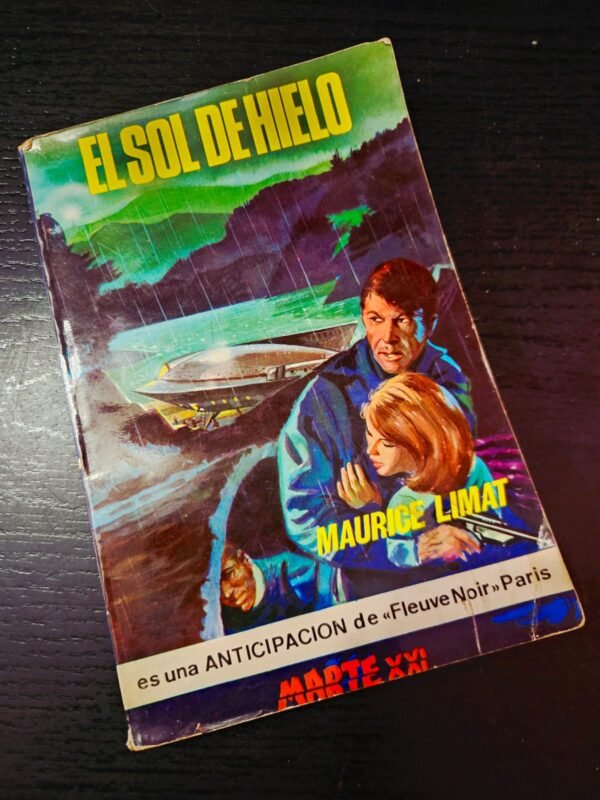 EL SOL DE HIELO
MAURICE LIMAT
es una ANTICIPACION de «Fleuve Noir» Paris
MARTE XXI